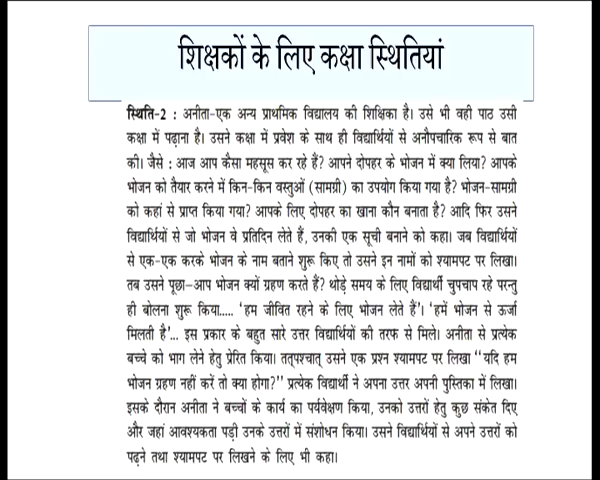 शिक्षकों के लिए कक्षा स्थितियां
स्थिति-2 : अनीता-एक अन्य प्राथमिक विद्यालय की शिक्षिका है। उसे भी वही पाठ उसी
कक्षा में पढ़ाना है। उसने कक्षा में प्रवेश के साथ ही विद्यार्थियों से अनौपचारिक रूप से बात
की। जैसे : आज आप कैसा महसूस कर रहे हैं? आपने दोपहर के भोजन में क्या लिया? आपके
भोजन को तैयार करने में किन-किन वस्तुओं (सामग्री) का उपयोग किया गया है? भोजन-सामग्री
को कहां से प्राप्त किया गया? आपके लिए दोपहर का खाना कौन बनाता है? आदि फिर उसने
विद्यार्थियों से जो भोजन वे प्रतिदिन लेते हैं, उनकी एक सूची बनाने को कहा। जब विद्यार्थियों
से एक-एक करके भोजन के नाम बताने शुरू किए तो उसने इन नामों को श्यामपट पर लिखा।
तब उसने पूछा–आप भोजन क्यों ग्रहण करते हैं? थोड़े समय के लिए विद्यार्थी चुपचाप रहे परन्तु
ही बोलना शुरू किया..... 'हम जीवित रहने के लिए भोजन लेते हैं'। 'हमें भोजन से ऊर्जा
मिलती है'... इस प्रकार के बहुत सारे उत्तर विद्यार्थियों की तरफ से मिले। अनीता से प्रत्येक
बच्चे को भाग लेने हेतु प्रेरित किया। तत्पश्चात् उसने एक प्रश्न श्यामपट पर लिखा "यदि हम
भोजन ग्रहण नहीं करें तो क्या होगा?" प्रत्येक विद्यार्थी ने अपना उत्तर अपनी पुस्तिका में लिखा।
इसके दौरान अनीता ने बच्चों के कार्य का पर्यवेक्षण किया, उनको उत्तरों हेतु कुछ संकेत दिए
और जहां आवश्यकता पड़ी उनके उत्तरों में संशोधन किया। उसने विद्यार्थियों से अपने उत्तरों को
पढ़ने तथा श्यामपट पर लिखने के लिए भी कहा।